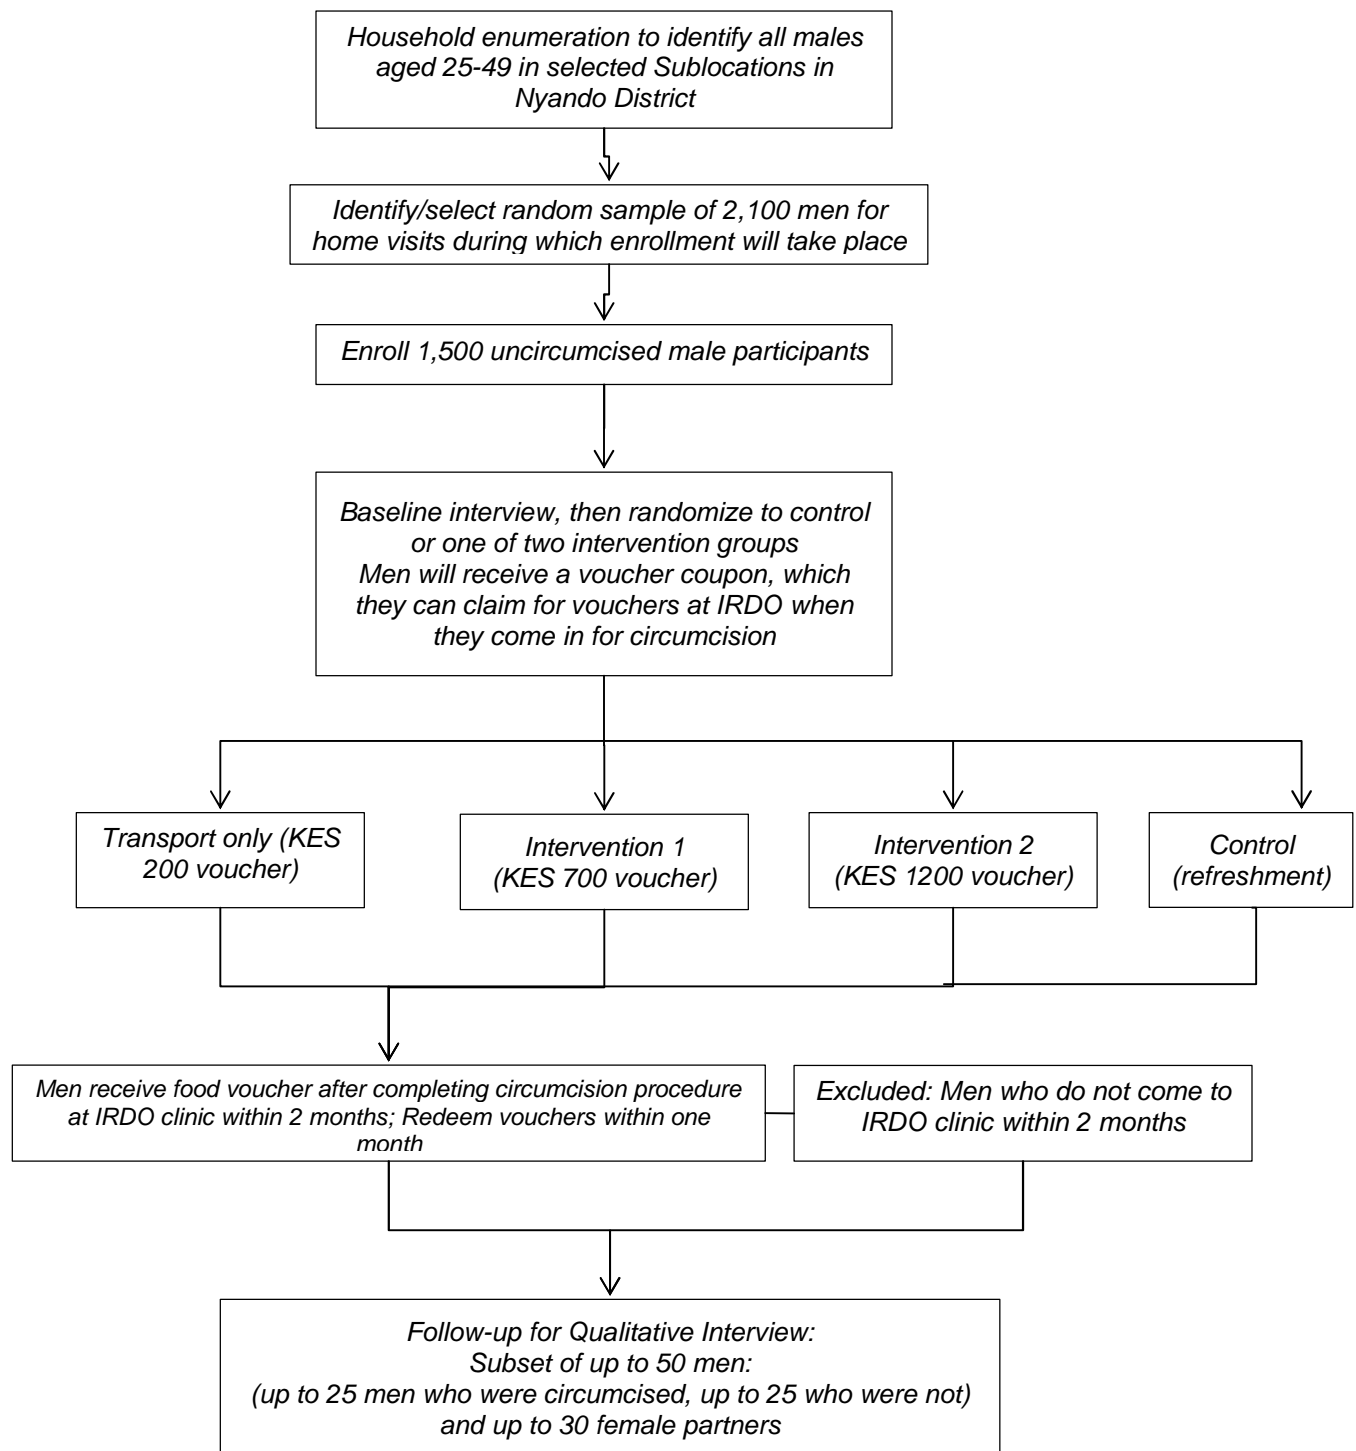 Household enumeration to identify all males
aged 25-49 in selected Sublocations in
Nyando District
Identify/select random sample of 2,100 men for
home visits during which enrollment will take place
Enroll 1,500 uncircumcised male participants
Baseline interview, then randomize to control
or one of two intervention groups
Men will receive a voucher coupon, which
they can claim for vouchers at IRDO when
they come in for circumcision
Transport only (KES
200 voucher)
Intervention 1
(KES 700 voucher)
Intervention 2
(KES 1200 voucher)
Control
(refreshment)
Men receive food voucher after completing circumcision procedure
at IRDO clinic within 2 months; Redeem vouchers within one
month
Excluded: Men who do not come to
IRDO clinic within 2 months
Follow-up for Qualitative Interview:
Subset of up to 50 men:
(up to 25 men who were circumcised, up to 25 who were not)
and up to 30 female partners